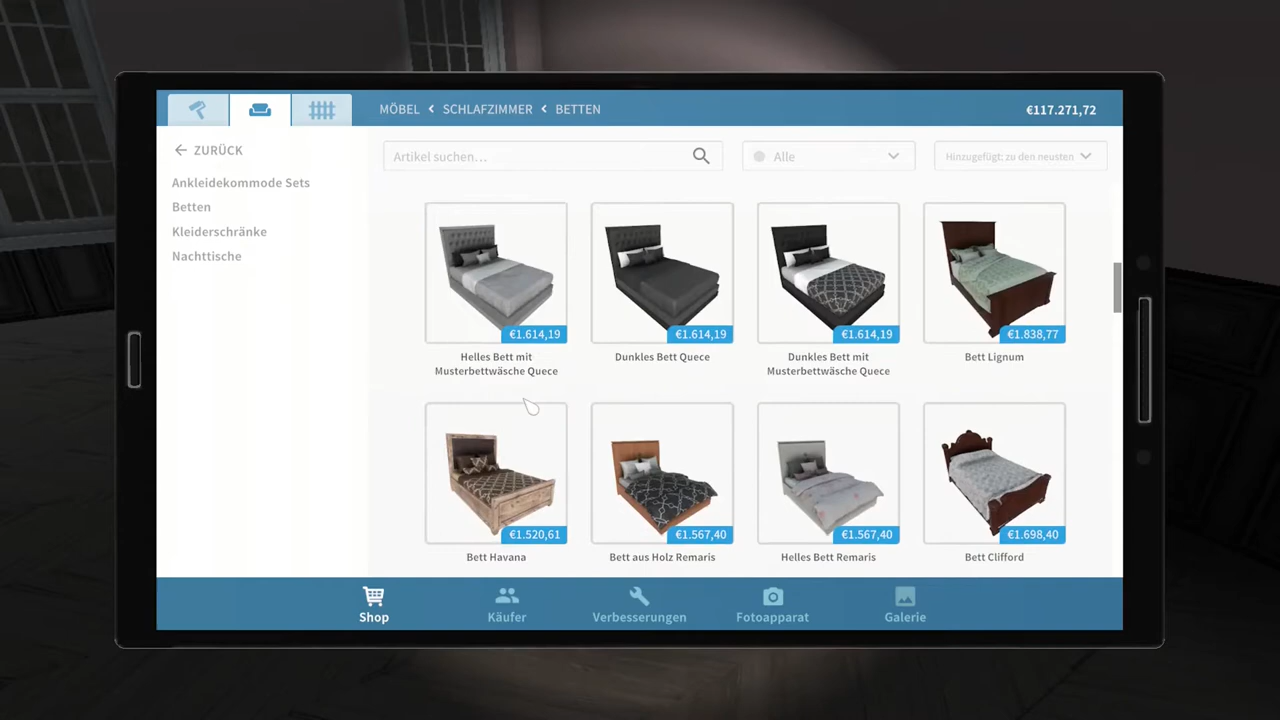 MÖBEL < SCHLAFZIMMER < BETTEN
€117.271,72
ZURÜCK
Ankleidekommode Sets
Betten
Kleiderschränke
Nachttische
Artikel suchen...
Alle
Hinzugefügt: zu den neusten
€1.614,19
€1.614,19
€1.614,19
€1.838,77
Helles Bett mit
Musterbettwäsche Quece
Dunkles Bett Quece
Dunkles Bett mit
Musterbettwäsche Quece
Bett Lignum
€1.520,61
€1.567,40
€1.567,40
€1.698,40
Bett Havana
Bett aus Holz Remaris
Helles Bett Remaris
Bett Clifford
Shop
Käufer
Verbesserungen
Fotoapparat
Galerie